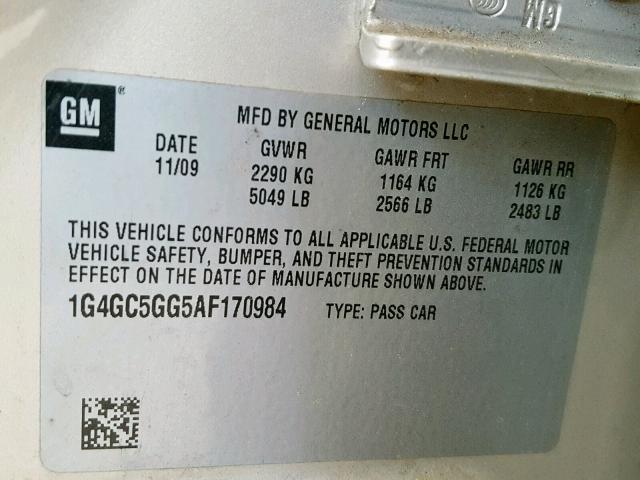 GM
GM®
MFD BY GENERAL MOTORS LLC
DATE GVWR GAWR FRT GAWR RR
11/09 2290 KG 1164 KG 1126 KG
5049 LB 2566 LB 2483 LB
THIS VEHICLE CONFORMS TO ALL APPLICABLE U.S. FEDERAL MOTOR
VEHICLE SAFETY, BUMPER, AND THEFT PREVENTION STANDARDS IN
EFFECT ON THE DATE OF MANUFACTURE SHOWN ABOVE.
1G4GC5GG5AF170984 TYPE: PASS CAR